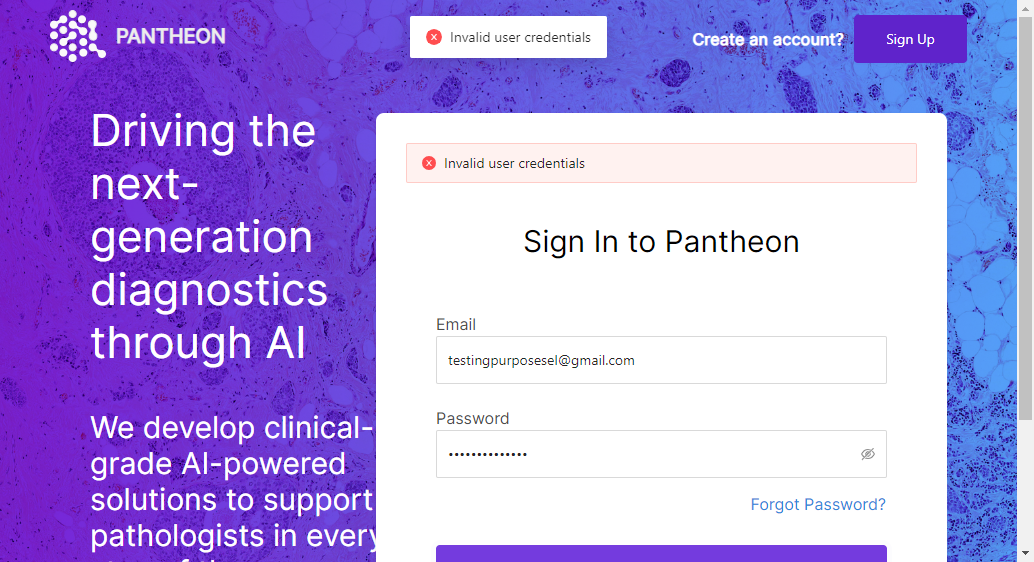 PANTHEON
Invalid user credentials
Create an account?
Sign Up
Driving the
next-
generation
diagnostics
through AI
We develop clinical-
grade AI-powered
solutions to support
pathologists in every
Invalid user credentials
Sign In to Pantheon
Email
testingpurposesel@gmail.com
Password
••••••••••••••
Forgot Password?